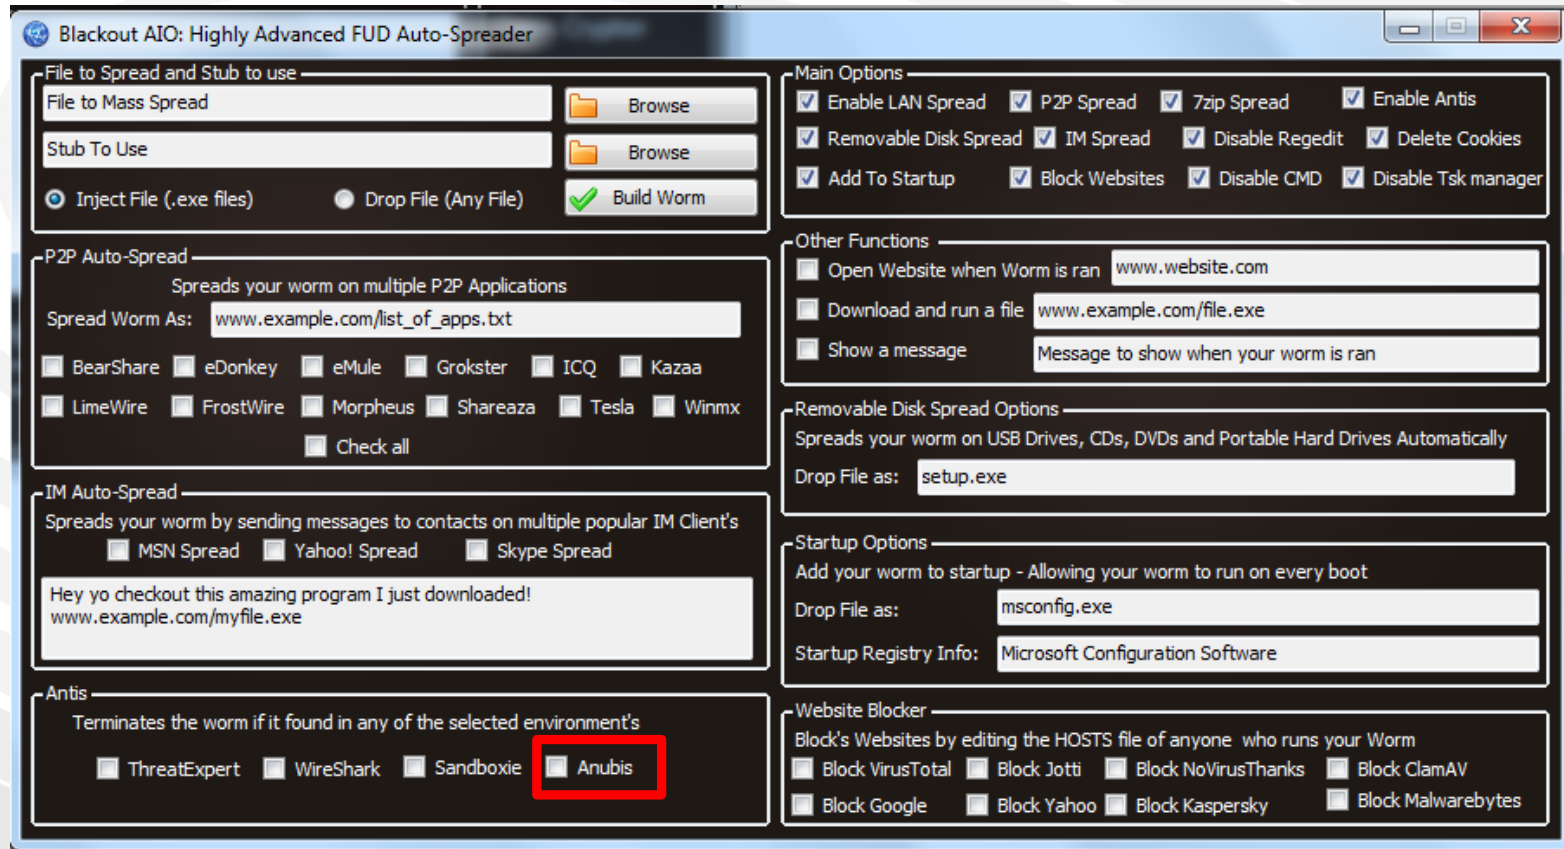 Blackout AIO: Highly Advanced FUD Auto-Spreader
File to Spread and Stub to use
File to Mass Spread
Browse
Stub To Use
Browse
Inject File (.exe files) Drop File (Any File) Build Worm
P2P Auto-Spread
Spreads your worm on multiple P2P Applications
Spread Worm As: www.example.com/list_of_apps.txt
BearShare eDonkey eMule Grokster ICQ Kazaa
LimeWire FrostWire Morpheus Shareaza Tesla Winmx
Check all
IM Auto-Spread
Spreads your worm by sending messages to contacts on multiple popular IM Client's
MSN Spread Yahoo! Spread Skype Spread
Hey yo checkout this amazing program I just downloaded!
www.example.com/myfile.exe
Antis
Terminates the worm if it found in any of the selected environment's
ThreatExpert WireShark Sandboxie Anubis
Main Options
Enable LAN Spread P2P Spread 7zip Spread Enable Antis
Removable Disk Spread IM Spread Disable Regedit Delete Cookies
Add To Startup Block Websites Disable CMD Disable Tsk manager
Other Functions
Open Website when Worm is ran www.website.com
Download and run a file www.example.com/file.exe
Show a message Message to show when your worm is ran
Removable Disk Spread Options
Spreads your worm on USB Drives, CDs, DVDs and Portable Hard Drives Automatically
Drop File as: setup.exe
Startup Options
Add your worm to startup - Allowing your worm to run on every boot
Drop File as: msconfig.exe
Startup Registry Info: Microsoft Configuration Software
Website Blocker
Block's Websites by editing the HOSTS file of anyone who runs your Worm
Block VirusTotal Block Jotti Block NoVirusThanks Block ClamAV
Block Google Block Yahoo Block Kaspersky Block Malwarebytes